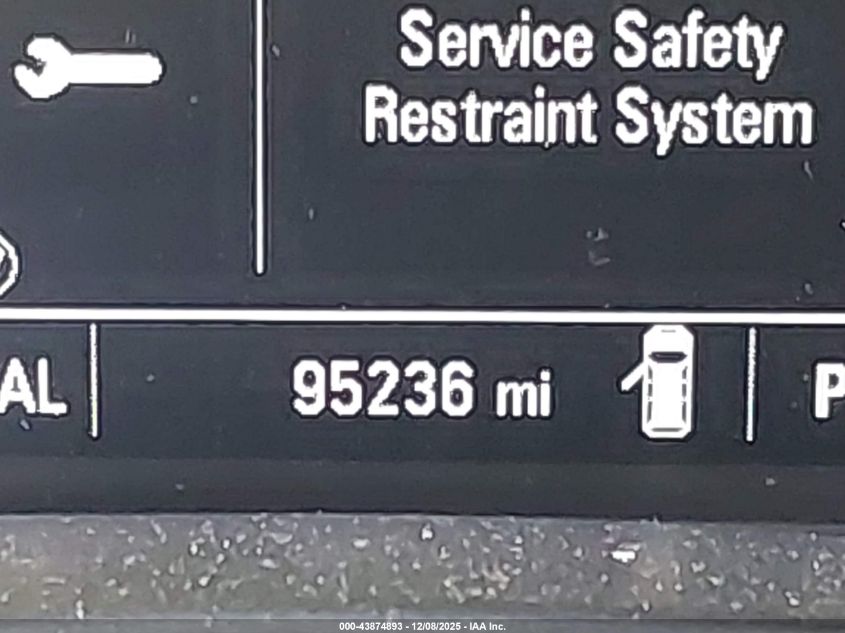 Service Safety
Restraint System
AL
95236 mi
P
000-43874893 - 12/08/2025 - IAA Inc.